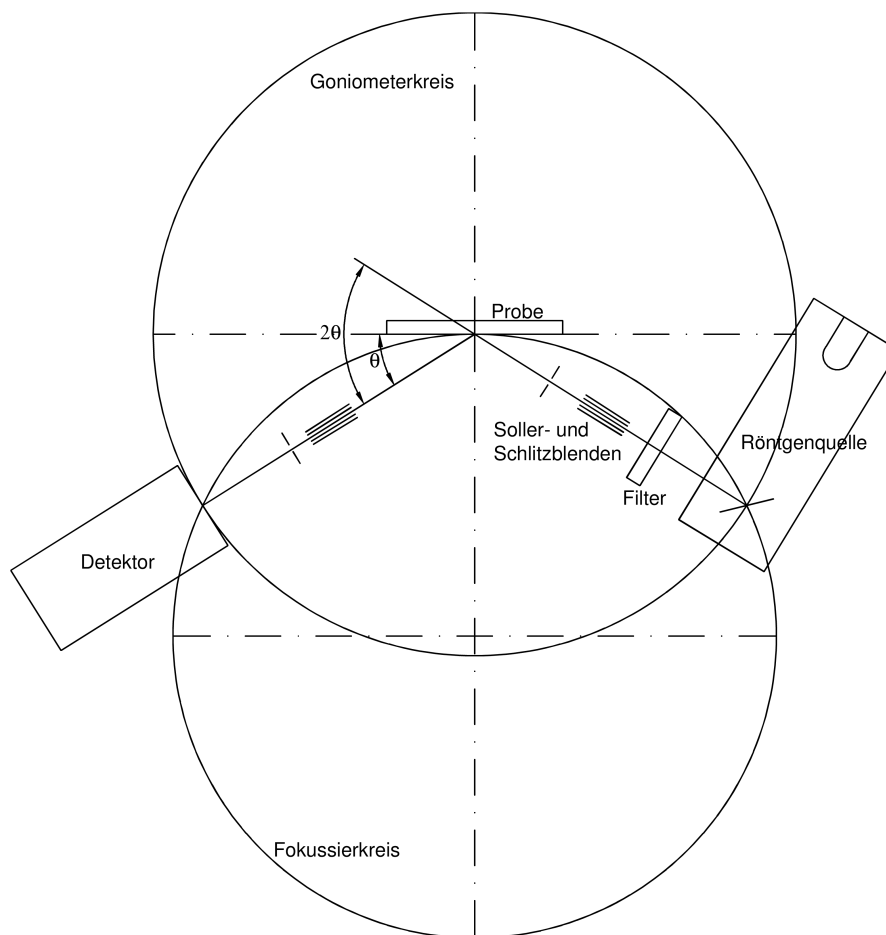 Goniometerkreis
Probe
2θ
θ
Soller- und
Schlitzblenden
Röntgenquelle
Filter
Detektor
Fokussierkreis